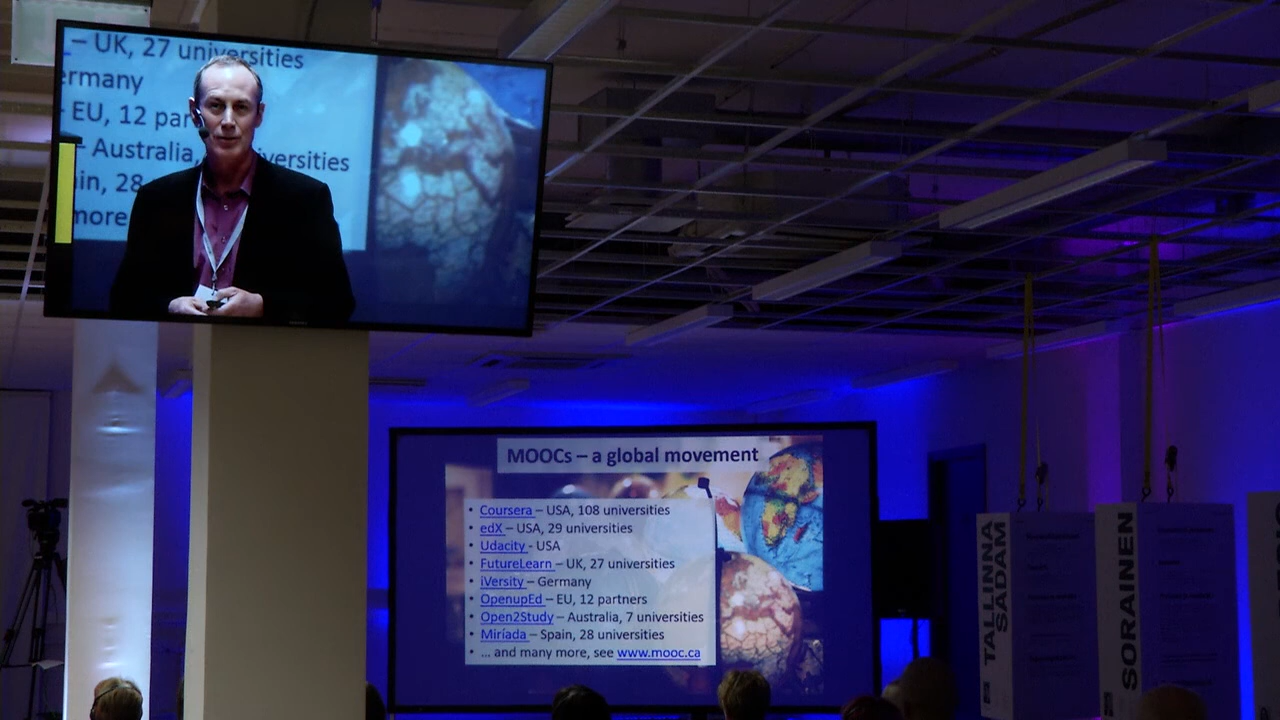 – UK, 27 universities
ermany
- EU, 12 par
- Australia, versities
in, 28
more
MOOCs – a global movement
• Coursera – USA, 108 universities
• edX – USA, 29 universities
• Udacity - USA
• FutureLearn – UK, 27 universities
• iVersity – Germany
• OpenupEd – EU, 12 partners
• Open2Study – Australia, 7 universities
• Miríada – Spain, 28 universities
• ... and many more, see www.mooc.ca
TALLINNA
SADAM
SORAINEN